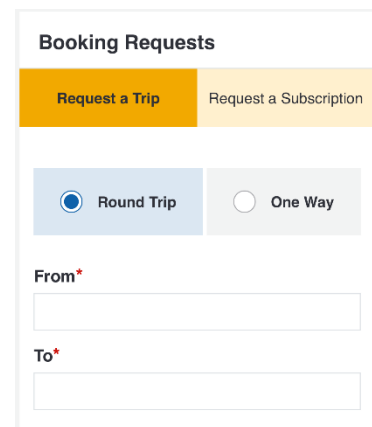 Booking Requests
Request a Trip Request a Subscription
Round Trip One Way
From*
To*